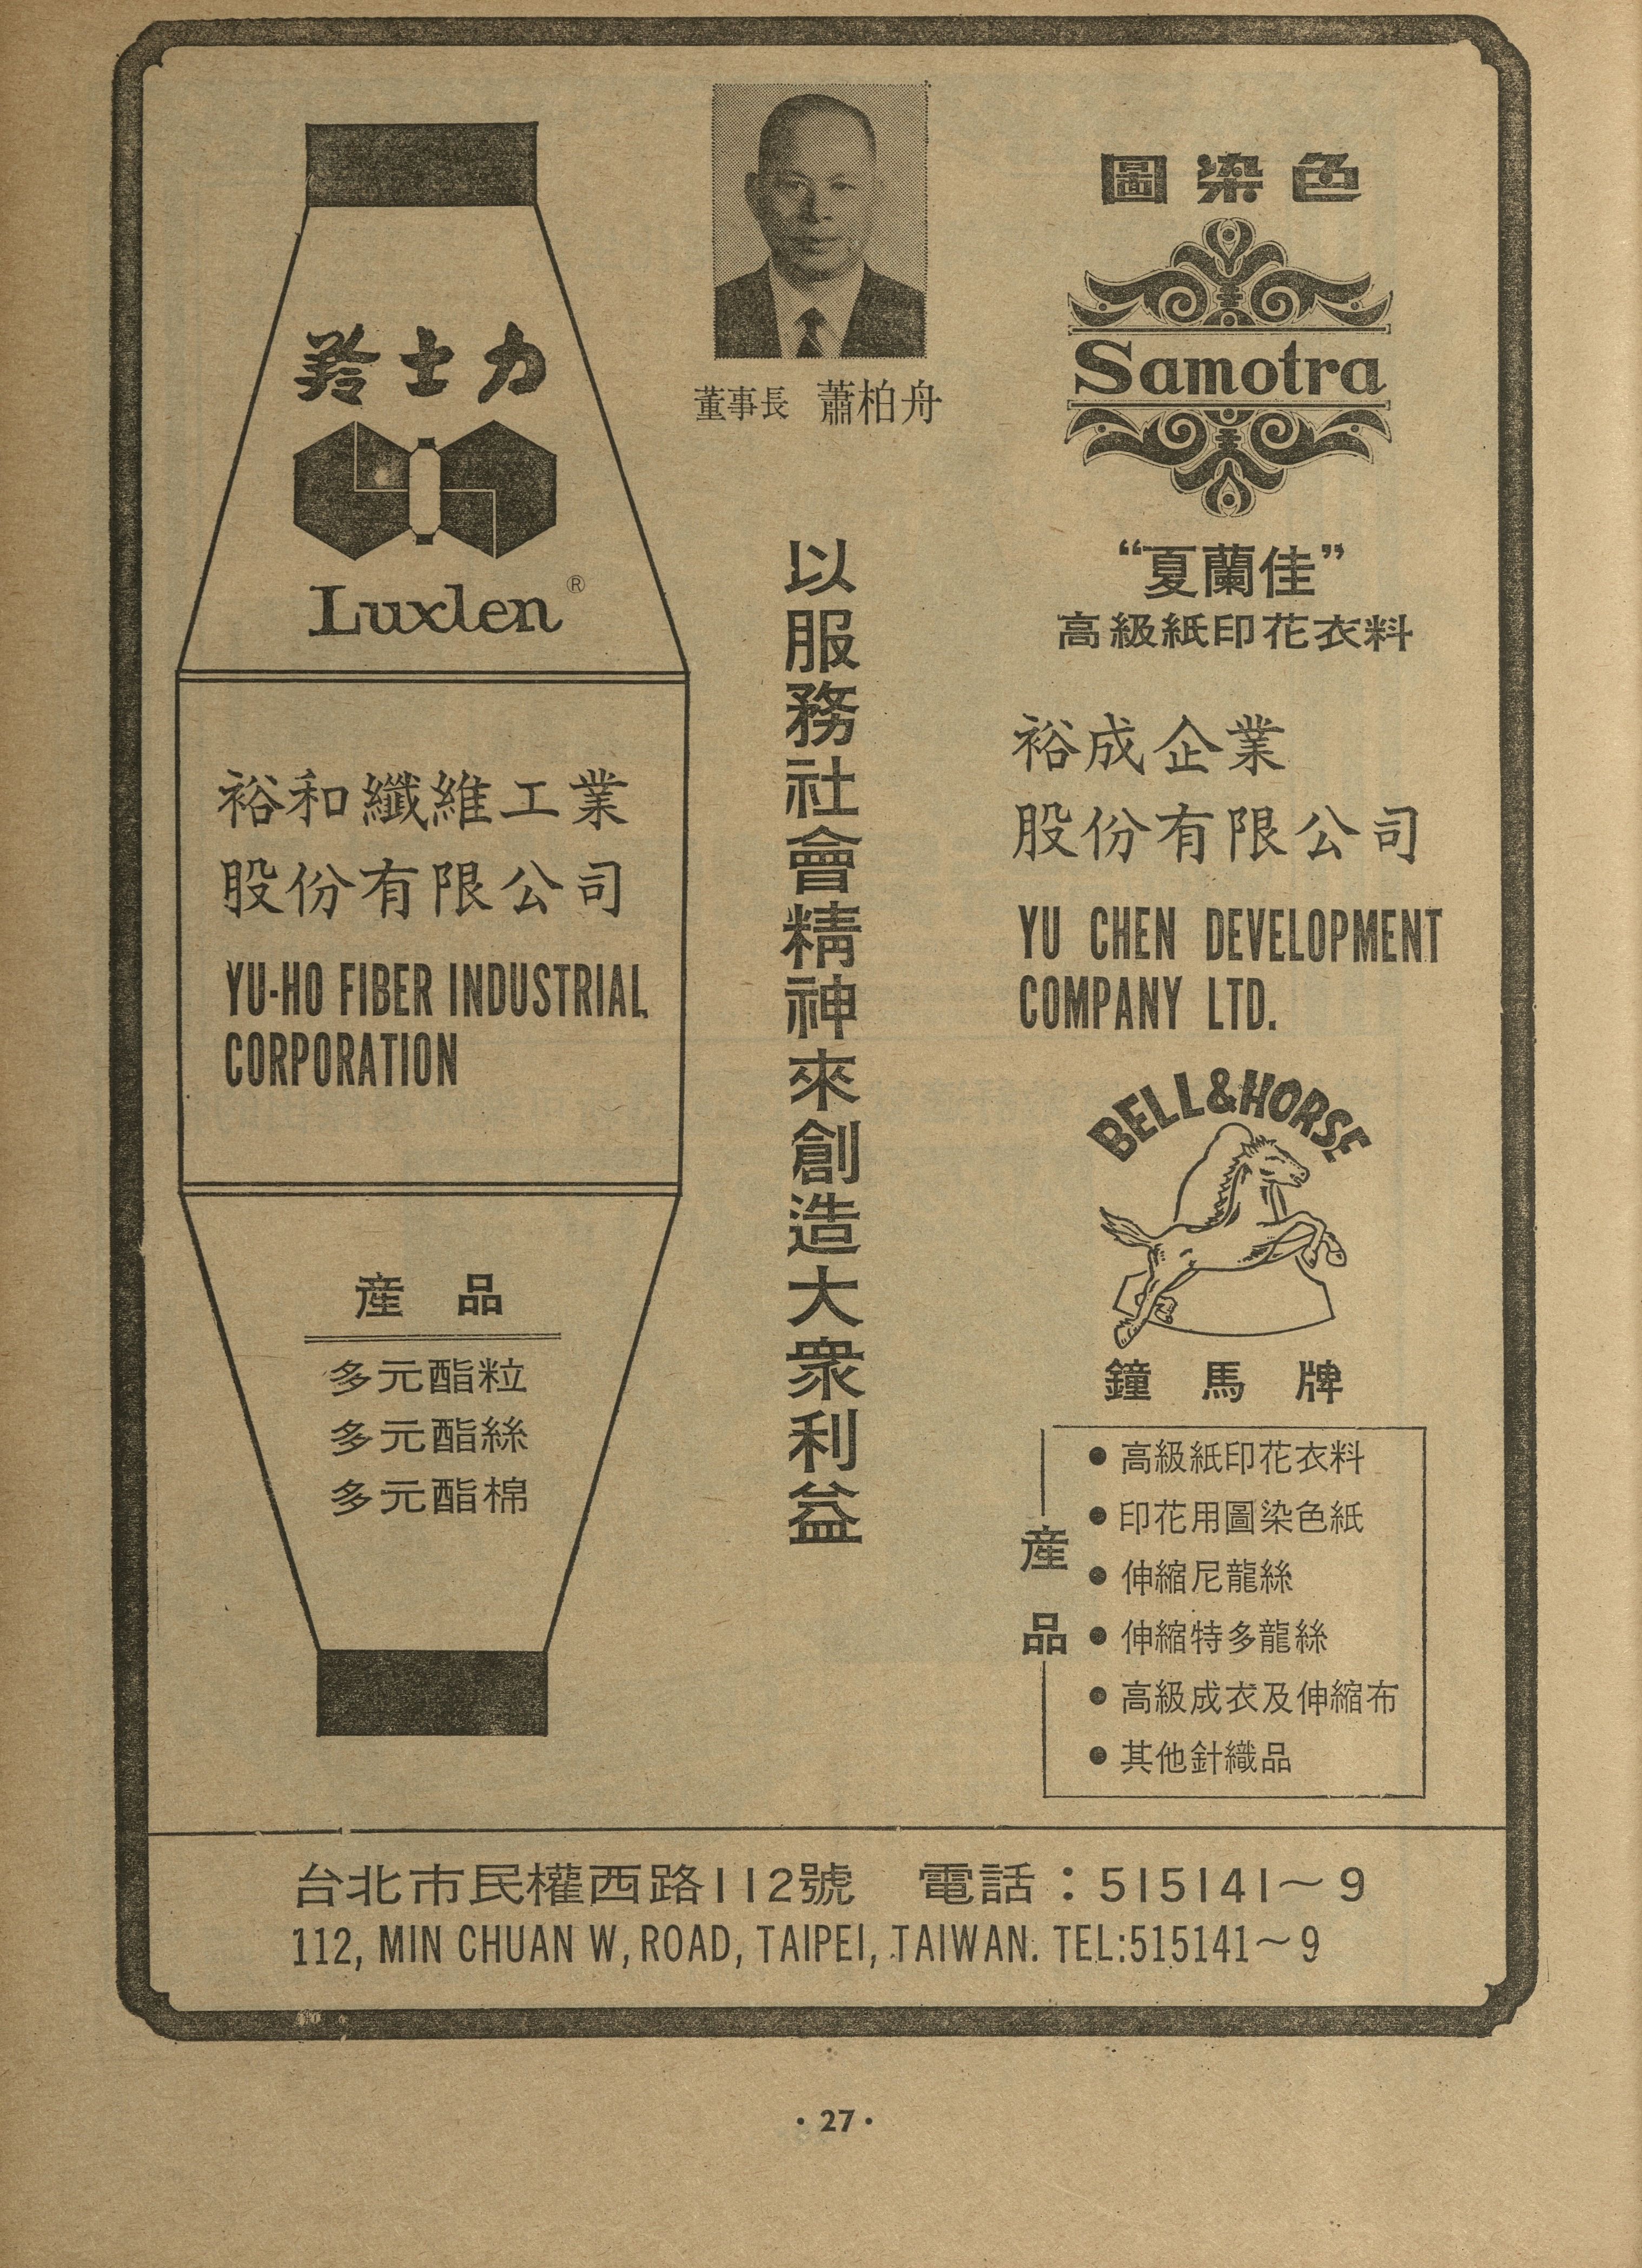 力士羚
Luxlen®
裕和纖維工業
股份有限公司
YU-HO FIBER INDUSTRIAL
CORPORATION
產品
多元酯粒
多元酯絲
多元酯棉
董事長 蕭柏舟
以服務社會精神來創造大衆利益
色染圖
Samotra
“夏蘭佳”
高級紙印花衣料
裕成企業
股份有限公司
YU CHEN DEVELOPMENT
COMPANY LTD.
BELL&HORSE
鐘馬牌
產品
●高級紙印花衣料
●印花用圖染色紙
●伸縮尼龍絲
●伸縮特多龍絲
●高級成衣及伸縮布
●其他針織品
台北市民權西路112號 電話：515141～9
112, MIN CHUAN W, ROAD, TAIPEI, TAIWAN. TEL:515141～9
·27·